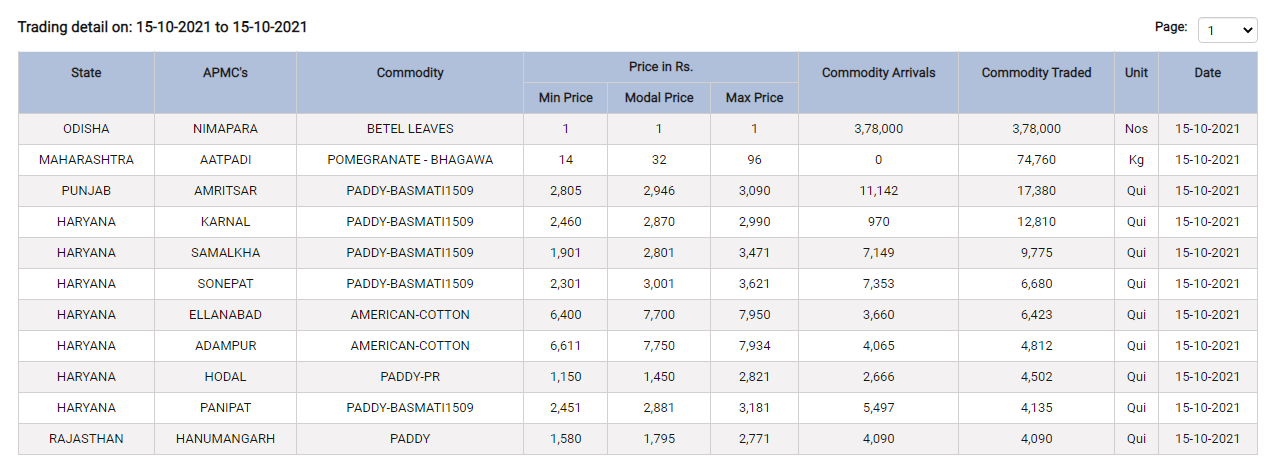 Trading detail on: 15-10-2021 to 15-10-2021
Page: 1
State APMC's Commodity Price in Rs. Commodity Arrivals Commodity Traded Unit Date
Min Price Modal Price Max Price
ODISHA NIMAPARA BETEL LEAVES 1 1 1 3,78,000 3,78,000 Nos 15-10-2021
MAHARASHTRA AATPADI POMEGRANATE - BHAGAWA 14 32 96 0 74,760 Kg 15-10-2021
PUNJAB AMRITSAR PADDY-BASMATI1509 2,805 2,946 3,090 11,142 17,380 Qui 15-10-2021
HARYANA KARNAL PADDY-BASMATI1509 2,460 2,870 2,990 970 12,810 Qui 15-10-2021
HARYANA SAMALKHA PADDY-BASMATI1509 1,901 2,801 3,471 7,149 9,775 Qui 15-10-2021
HARYANA SONEPAT PADDY-BASMATI1509 2,301 3,001 3,621 7,353 6,680 Qui 15-10-2021
HARYANA ELLANABAD AMERICAN-COTTON 6,400 7,700 7,950 3,660 6,423 Qui 15-10-2021
HARYANA ADAMPUR AMERICAN-COTTON 6,611 7,750 7,934 4,065 4,812 Qui 15-10-2021
HARYANA HODAL PADDY-PR 1,150 1,450 2,821 2,666 4,502 Qui 15-10-2021
HARYANA PANIPAT PADDY-BASMATI1509 2,451 2,881 3,181 5,497 4,135 Qui 15-10-2021
RAJASTHAN HANUMANGARH PADDY 1,580 1,795 2,771 4,090 4,090 Qui 15-10-2021